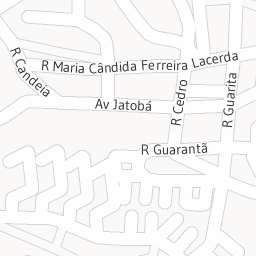 R Maria Cândida Ferreira Lacerda
R Candeia
Av Jatobá
R Cedro
R Guarita
R Guarantã